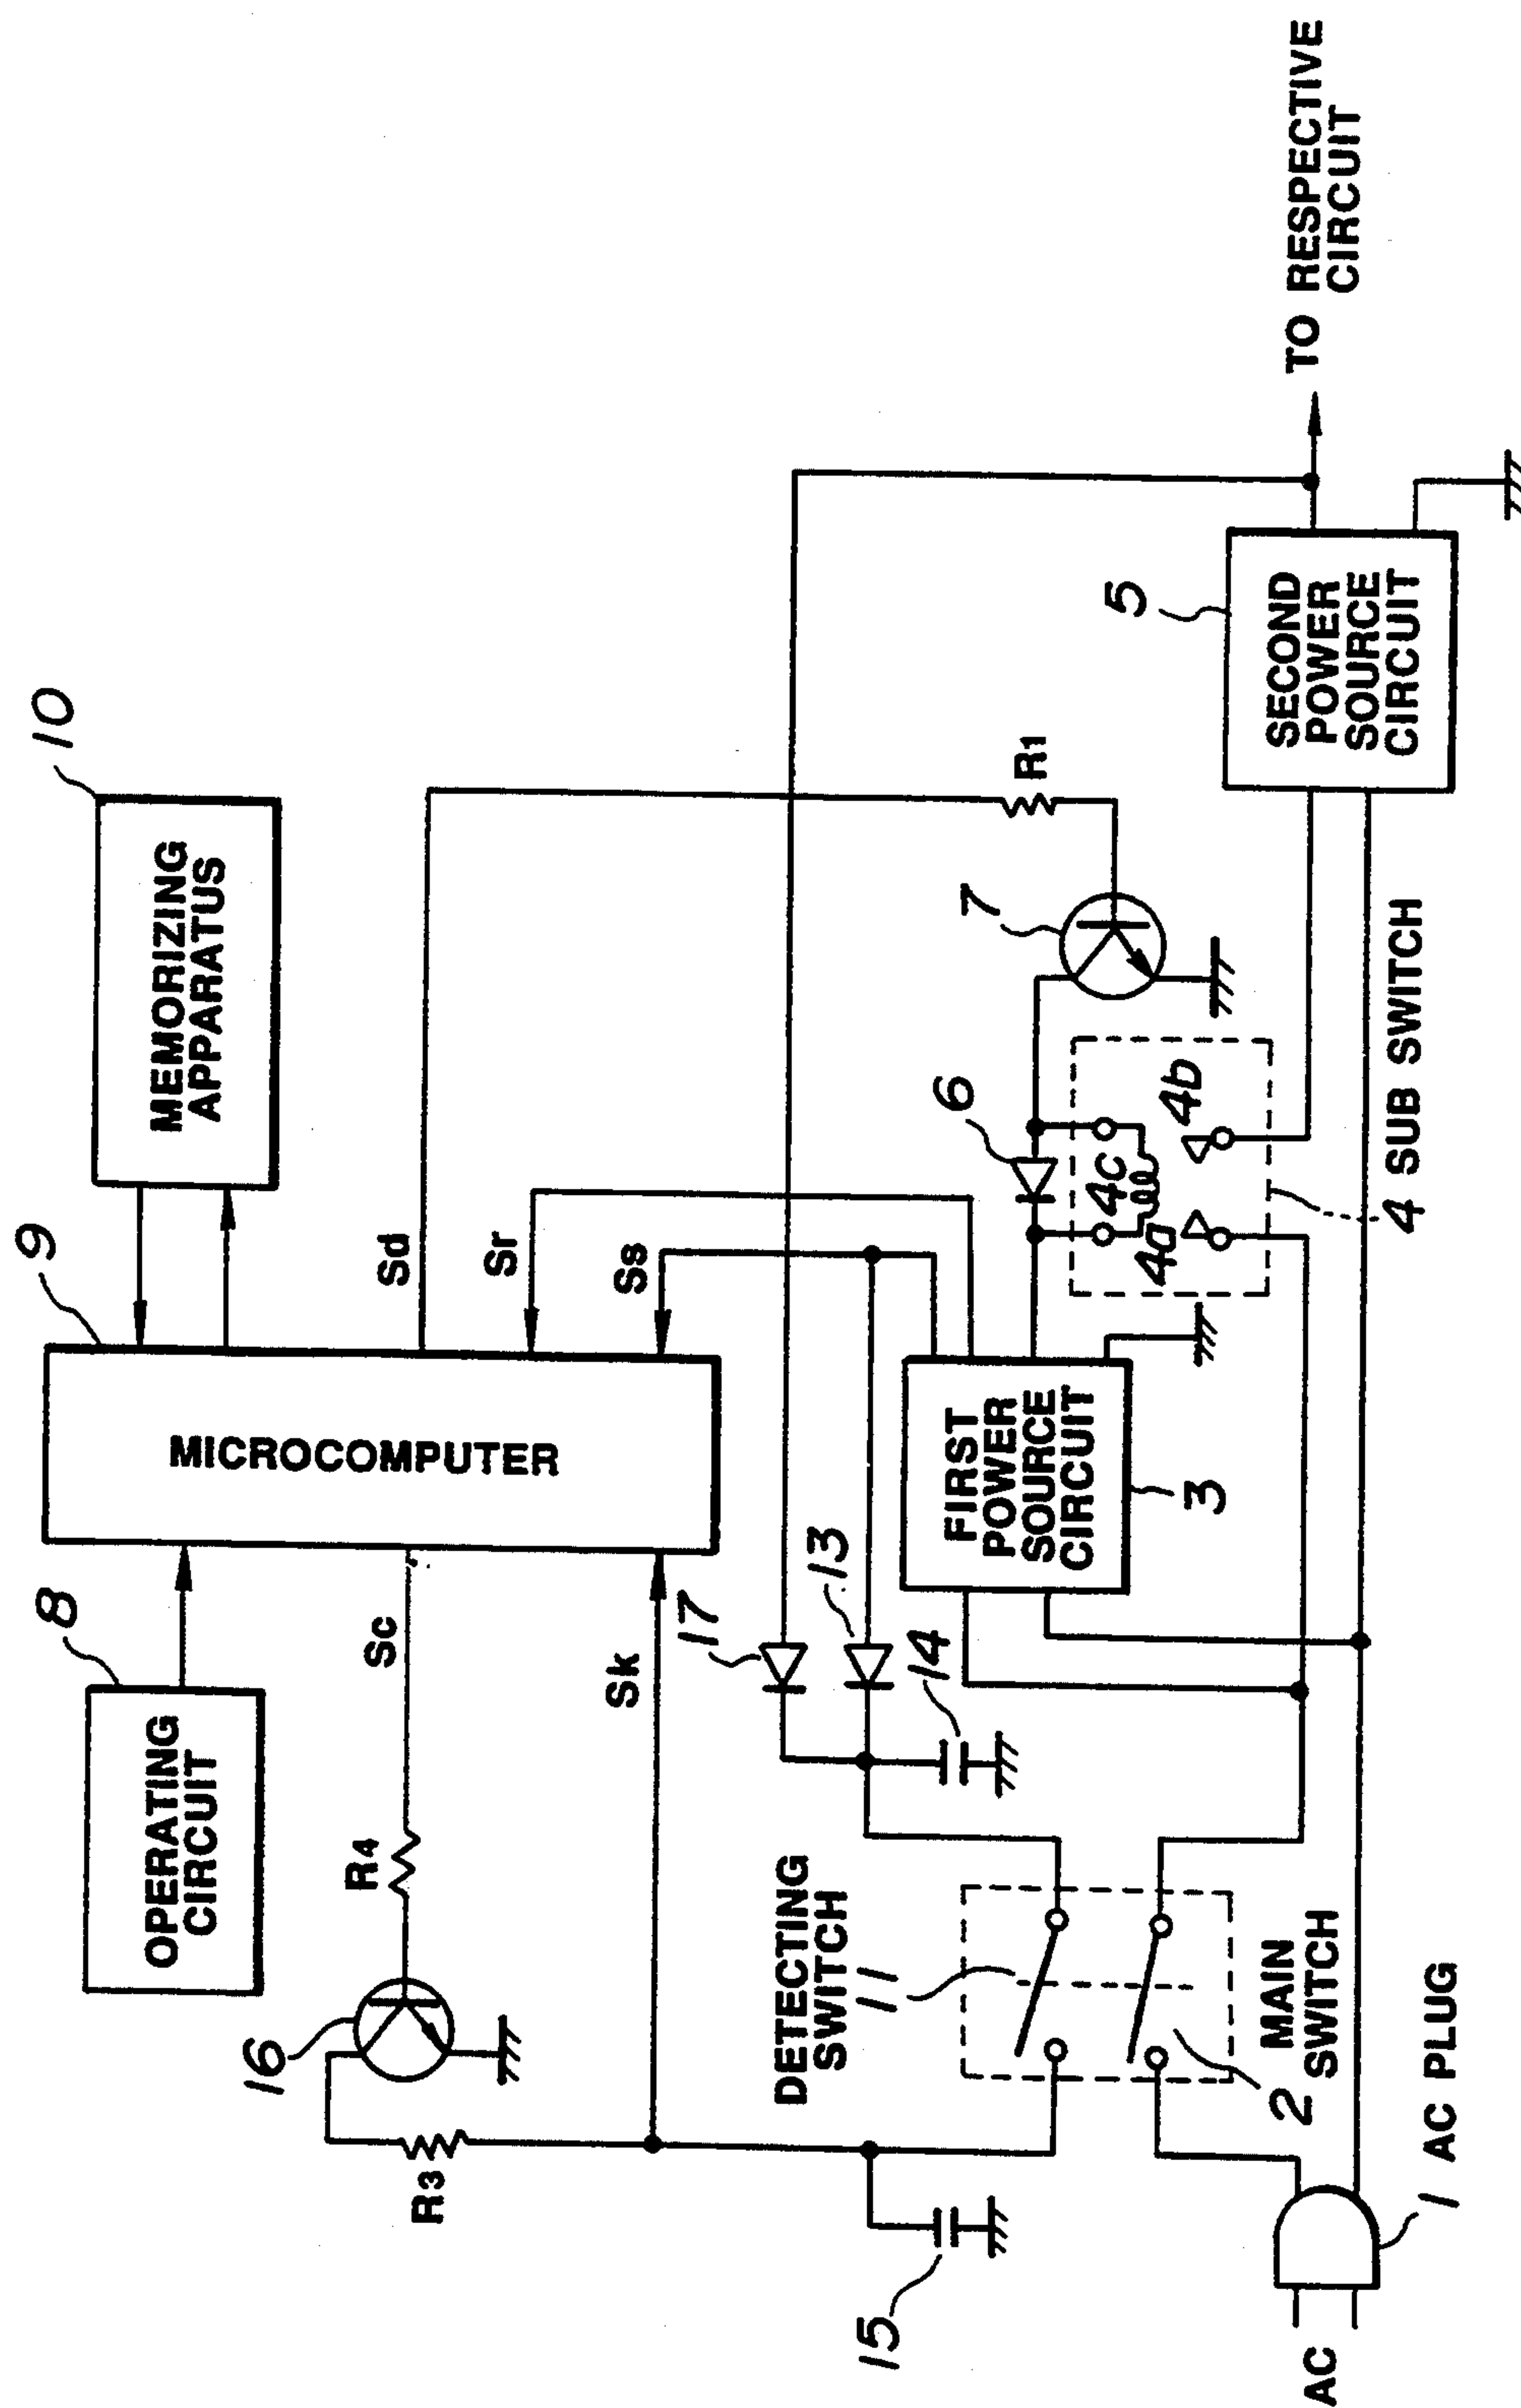 10
MEMORIZING
APPARATUS
9
8
OPERATING
CIRCUIT
MICROCOMPUTER
Sd
Sr
Ss
Sc
Sk
R4
16
R3
R1
7
6
5
SECOND
POWER
SOURCE
CIRCUIT
TO RESPECTIVE
CIRCUIT
17
13
14
FIRST
POWER
SOURCE
CIRCUIT
3
4c
4a
4b
4 SUB SWITCH
DETECTING
SWITCH
11
2 MAIN
SWITCH
15
1 AC PLUG
AC